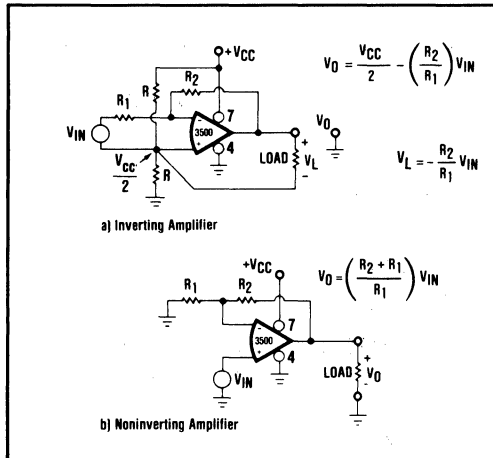 +VCC
VO = VCC/2 - (R2/R1) VIN
R
R2
R1
7
-
3500
+
4
VIN
VCC/2
R
LOAD
+
VL
-
VO
VL = - R2/R1 VIN
a) Inverting Amplifier
+VCC
VO = (R2 + R1/R1) VIN
R1
R2
7
-
3500
+
4
VIN
LOAD
+
VO
-
b) Noninverting Amplifier